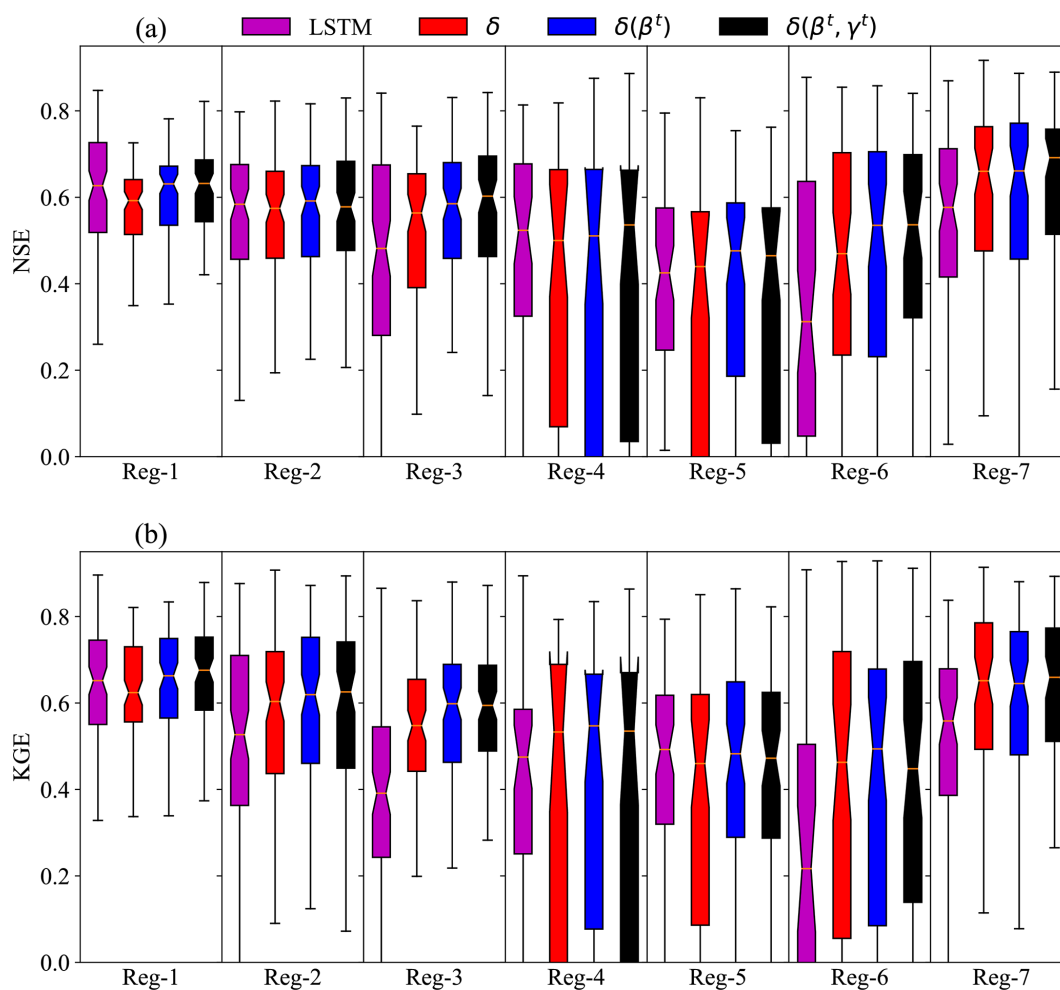 (a) LSTM δ δ(β^t) δ(β^t, γ^t)
0.8
0.6
0.4
0.2
0.0
NSE
Reg-1 Reg-2 Reg-3 Reg-4 Reg-5 Reg-6 Reg-7
(b)
0.8
0.6
0.4
0.2
0.0
KGE
Reg-1 Reg-2 Reg-3 Reg-4 Reg-5 Reg-6 Reg-7